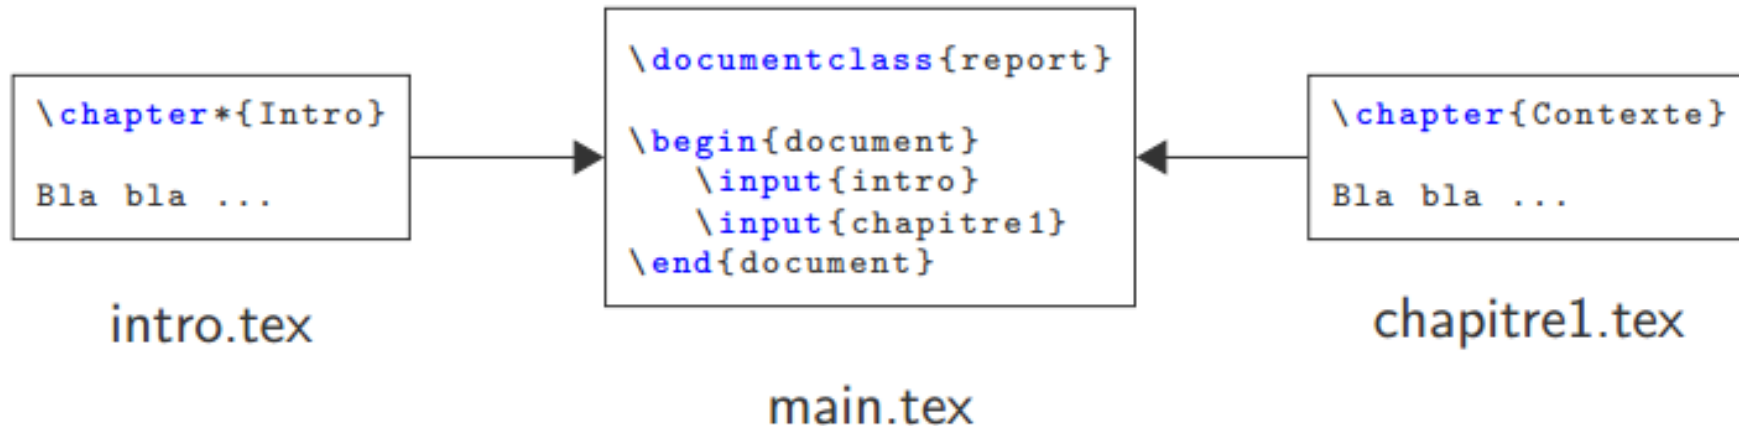 \chapter*{Intro}
Bla bla ...
intro.tex
\documentclass{report}
\begin{document}
\input{intro}
\input{chapitre1}
\end{document}
main.tex
\chapter{Contexte}
Bla bla ...
chapitre1.tex